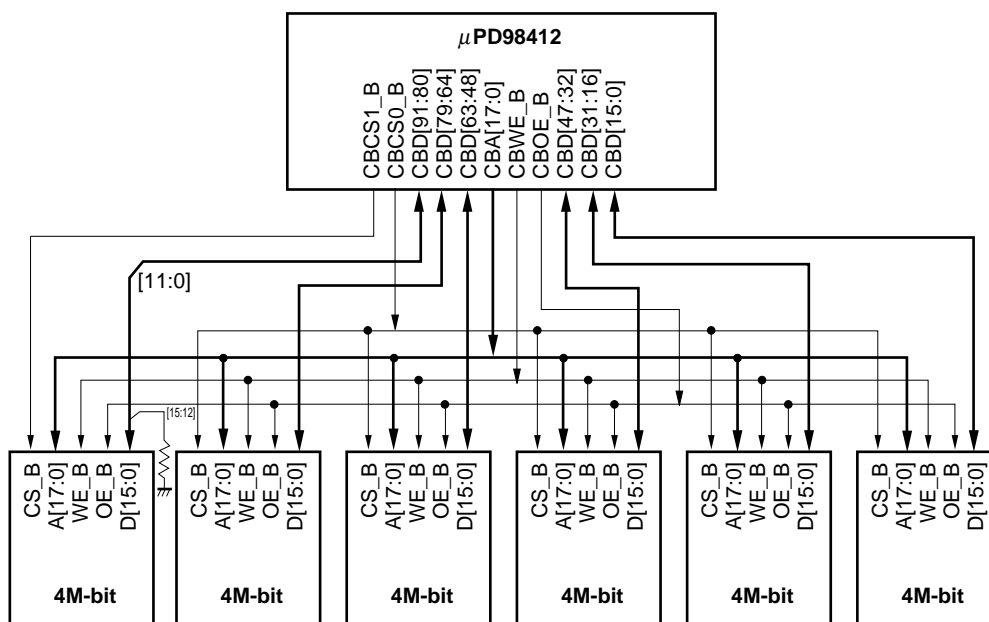 μPD98412
CBCS1_B
CBCS0_B
CBD[91:80]
CBD[79:64]
CBD[63:48]
CBA[17:0]
CBWE_B
CBOE_B
CBD[47:32]
CBD[31:16]
CBD[15:0]
[11:0]
[15:12]
CS_B
A[17:0]
WE_B
OE_B
D[15:0]
CS_B
A[17:0]
WE_B
OE_B
D[15:0]
CS_B
A[17:0]
WE_B
OE_B
D[15:0]
CS_B
A[17:0]
WE_B
OE_B
D[15:0]
CS_B
A[17:0]
WE_B
OE_B
D[15:0]
CS_B
A[17:0]
WE_B
OE_B
D[15:0]
4M-bit
4M-bit
4M-bit
4M-bit
4M-bit
4M-bit